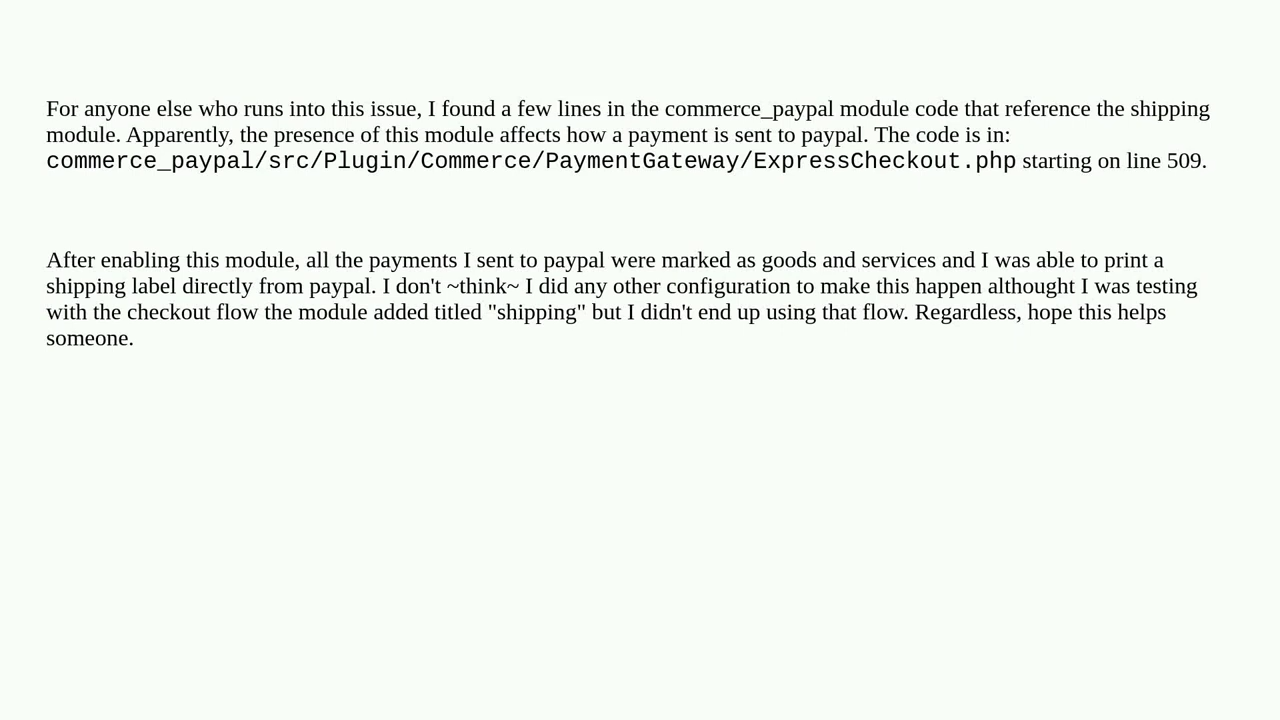 For anyone else who runs into this issue, I found a few lines in the commerce_paypal module code that reference the shipping
module. Apparently, the presence of this module affects how a payment is sent to paypal. The code is in:
commerce_paypal/src/Plugin/Commerce/PaymentGateway/ExpressCheckout.php starting on line 509.
After enabling this module, all the payments I sent to paypal were marked as goods and services and I was able to print a
shipping label directly from paypal. I don't ~think~ I did any other configuration to make this happen althought I was testing
with the checkout flow the module added titled "shipping" but I didn't end up using that flow. Regardless, hope this helps
someone.